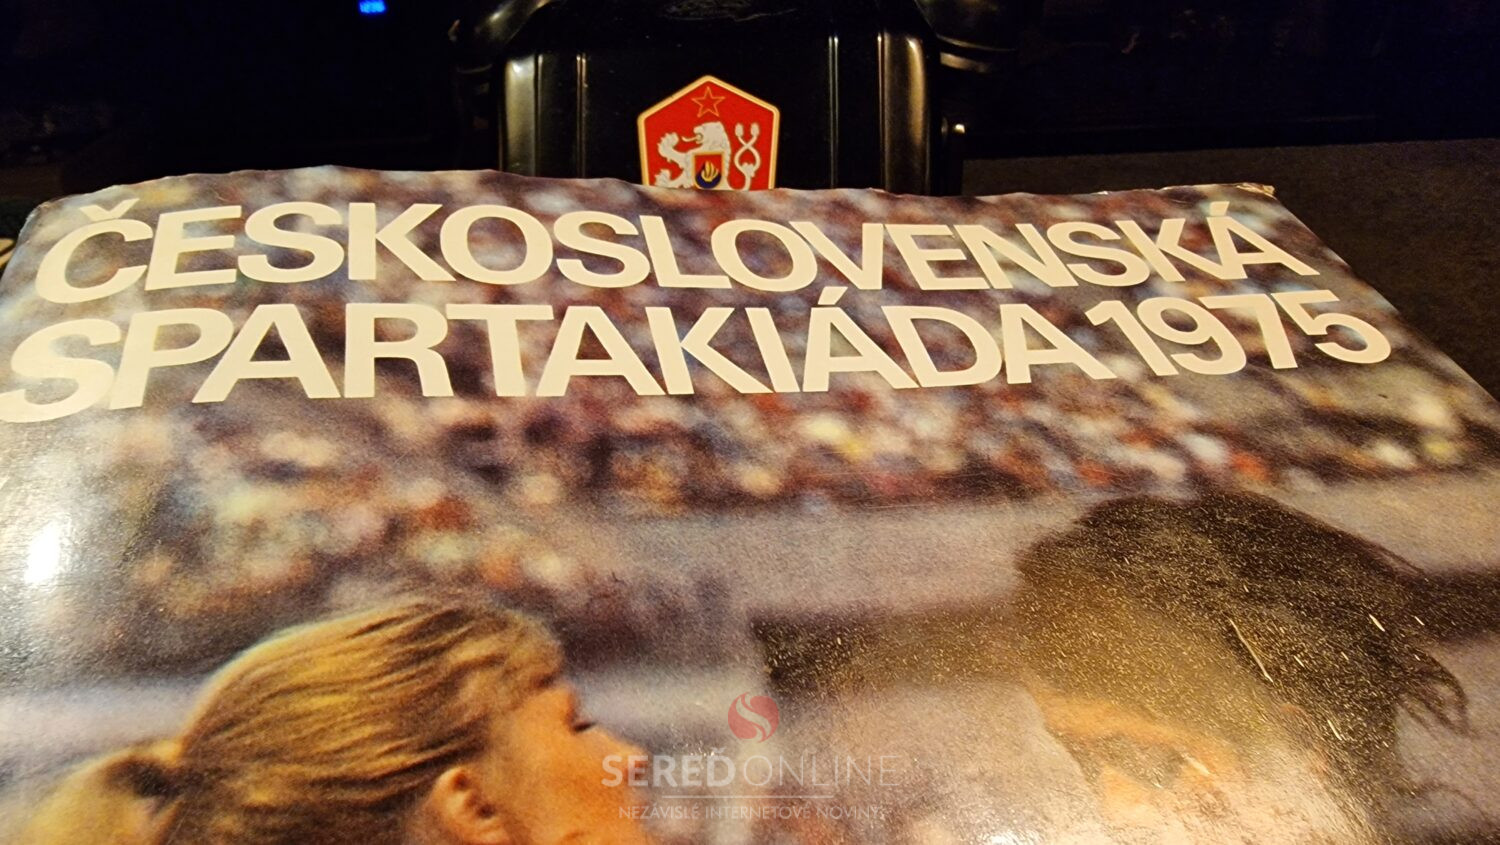 ČESKOSLOVENSKÁ
SPARTAKIÁDA 1975
SEREĎONLINE
NEZÁVISLÉ INTERNETOVÉ NOVINY